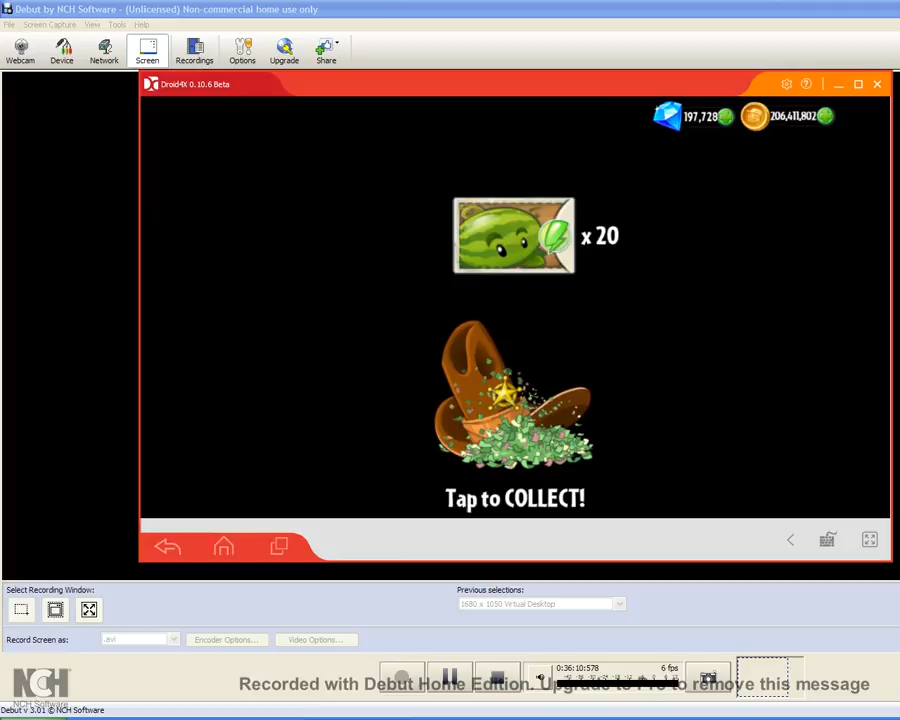 Debut by NCH Software - (Unlicensed) Non-commercial home use only
File Screen Capture View Tools Help
Webcam Device Network Screen Recordings Options Upgrade Share
Droid4X 0.10.6 Beta
197,728 206,411,802
x 20
Tap to COLLECT!
Select Recording Window:
Previous selections:
1680 x 1050 Virtual Desktop
Record Screen as: .avi Encoder Options... Video Options...
0:36:10:578 6 fps
NCH
Recorded with Debut Home Edition. Upgrade to Pro to remove this message
NCH Software
Debut v 3.01 © NCH Software